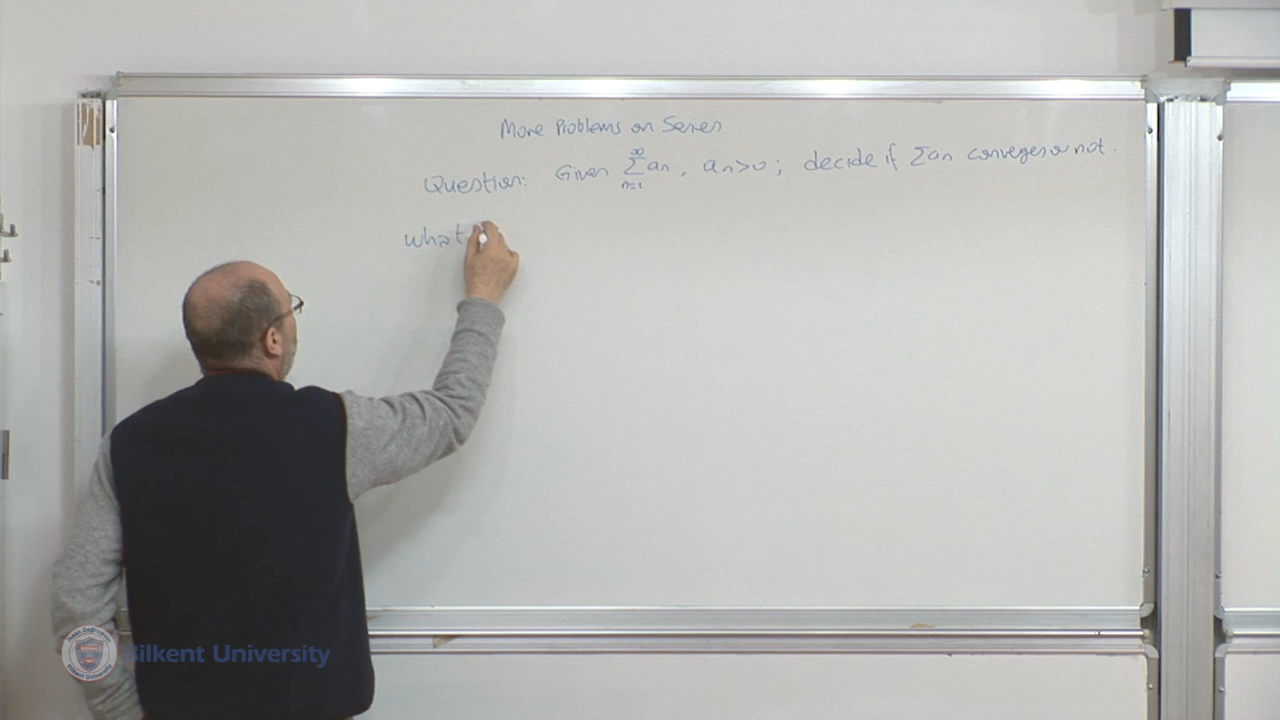 More Problems on Series
Question: Given ∞∑n=1 an, an>0; decide if ∑an converges or not.
what
Bilkent University